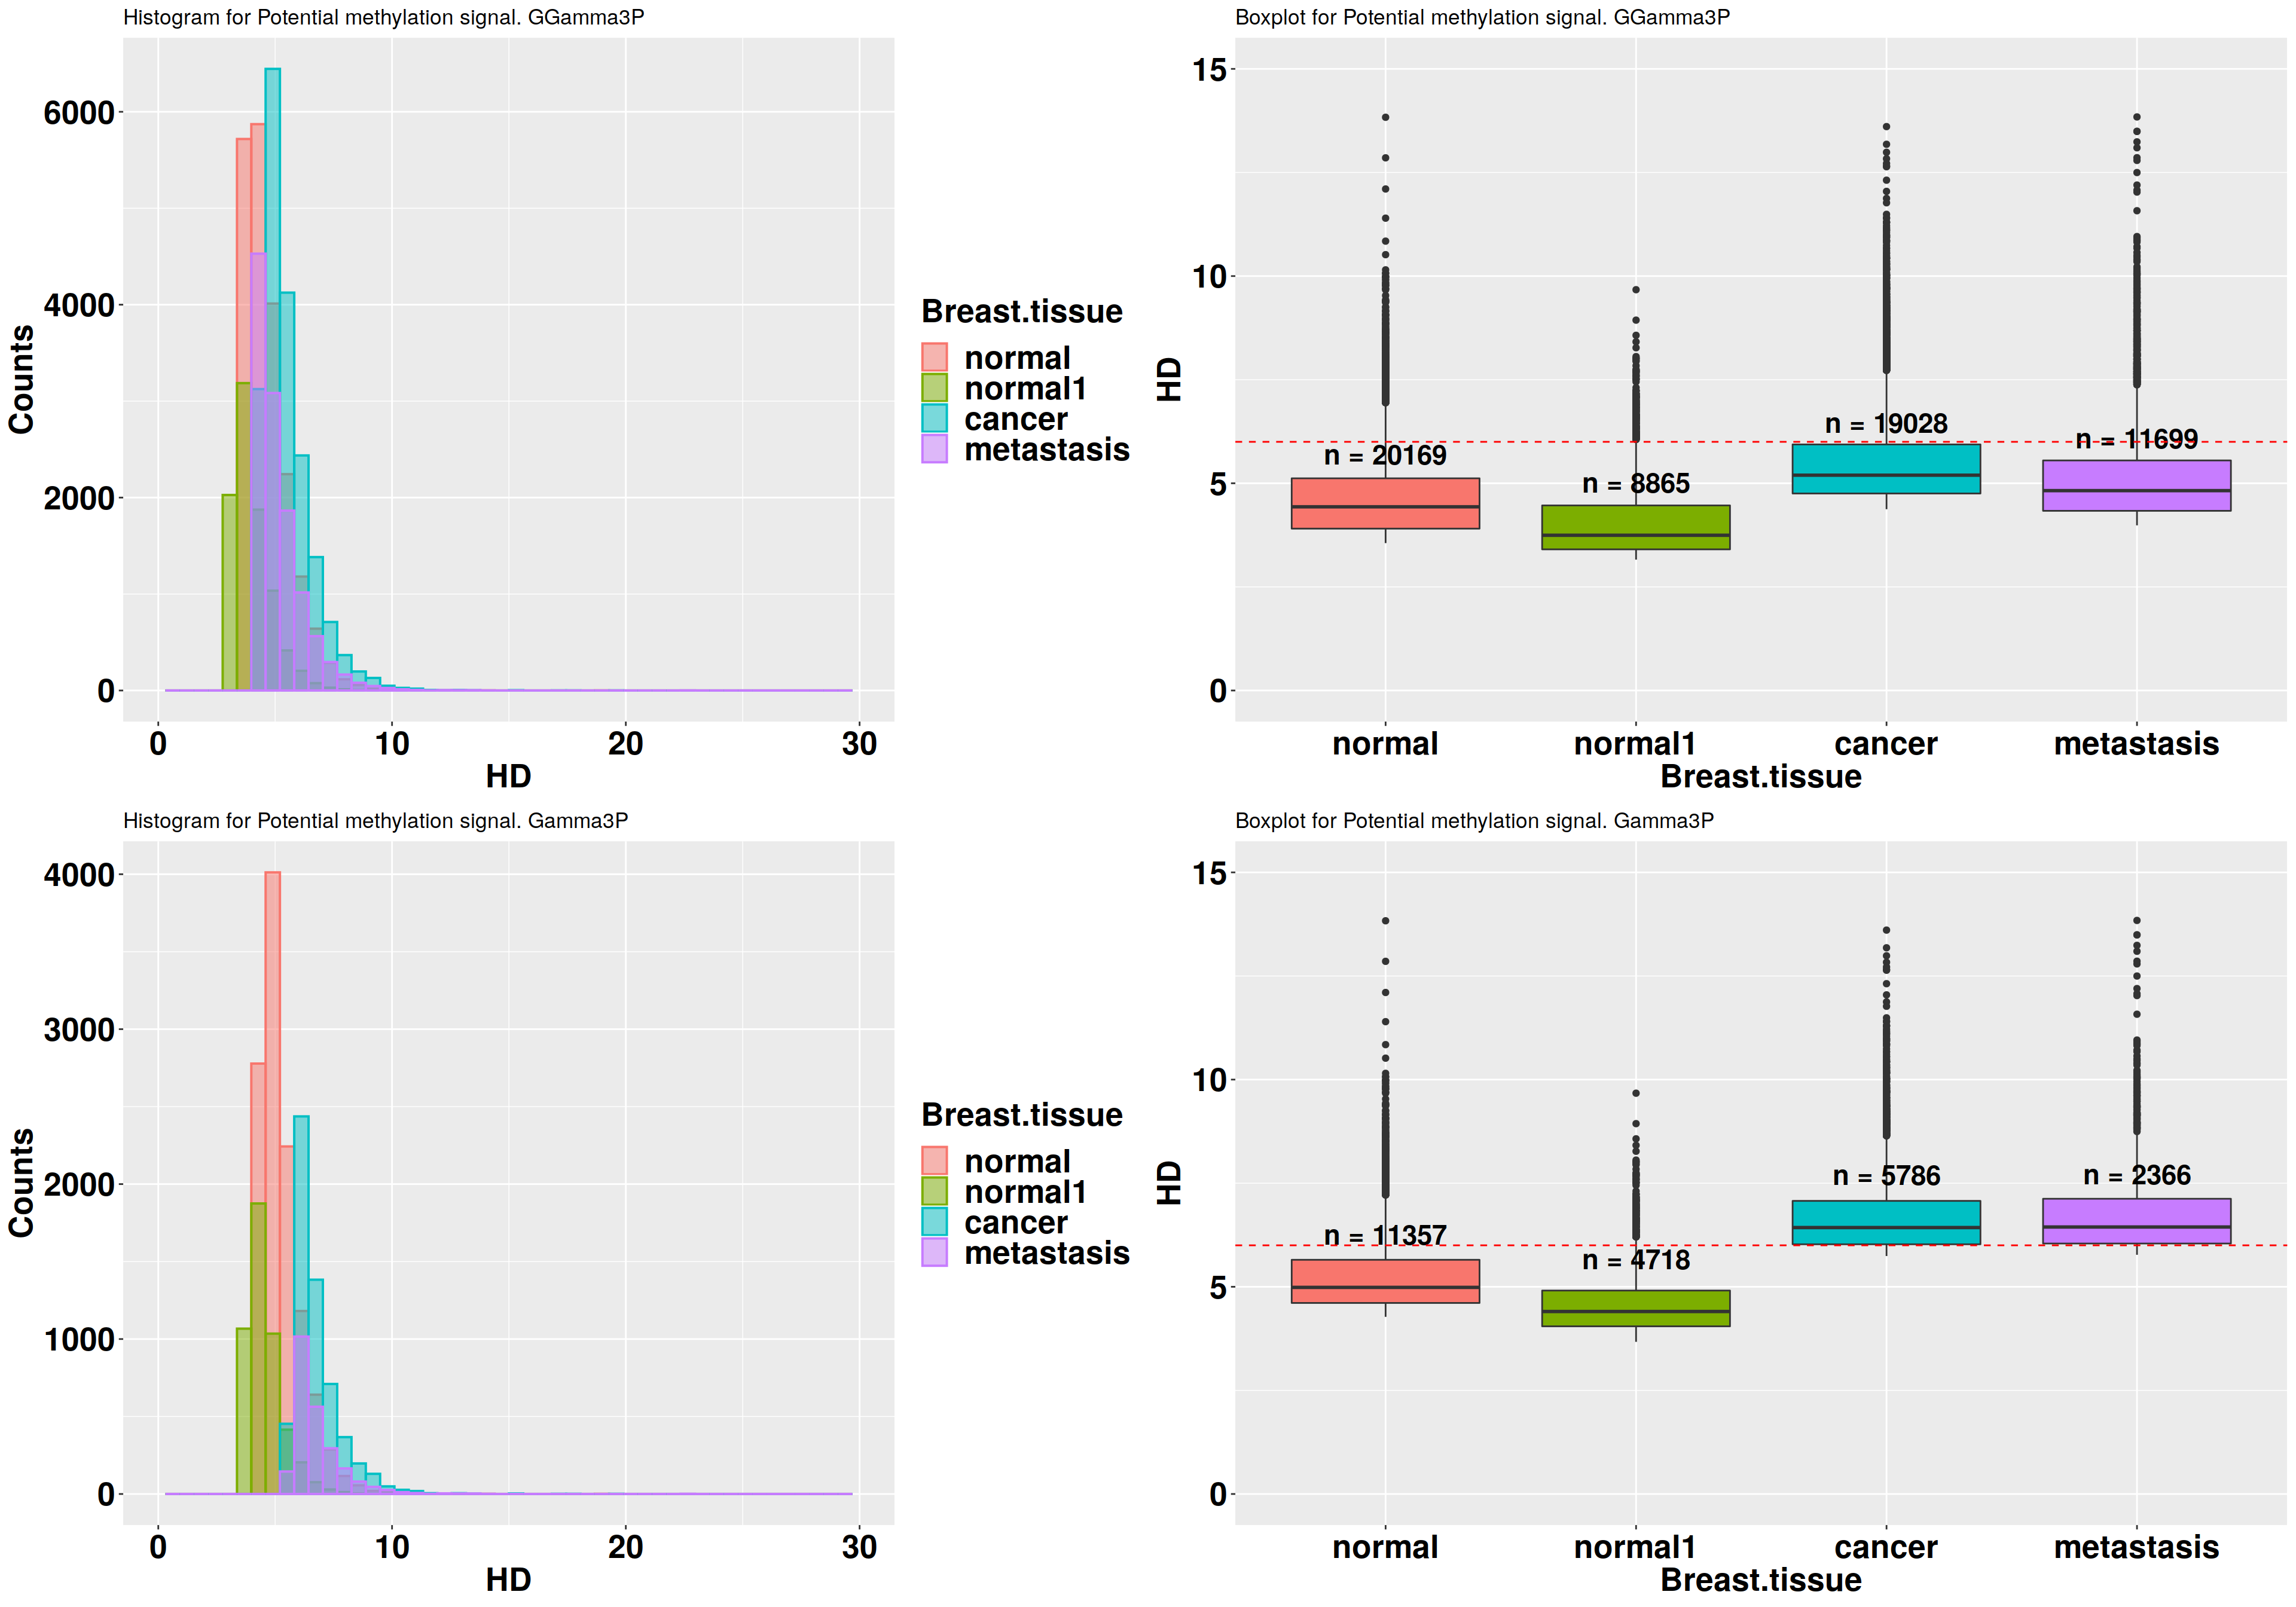 Histogram for Potential methylation signal. GGamma3P
6000
4000
2000
0
Counts
0 10 20 30
HD
Breast.tissue
normal
normal1
cancer
metastasis
Boxplot for Potential methylation signal. GGamma3P
15
10
5
0
HD
n = 20169
n = 8865
n = 19028
n = 11699
normal normal1 cancer metastasis
Breast.tissue
Histogram for Potential methylation signal. Gamma3P
4000
3000
2000
1000
0
Counts
0 10 20 30
HD
Breast.tissue
normal
normal1
cancer
metastasis
Boxplot for Potential methylation signal. Gamma3P
15
10
5
0
HD
n = 11357
n = 4718
n = 5786
n = 2366
normal normal1 cancer metastasis
Breast.tissue